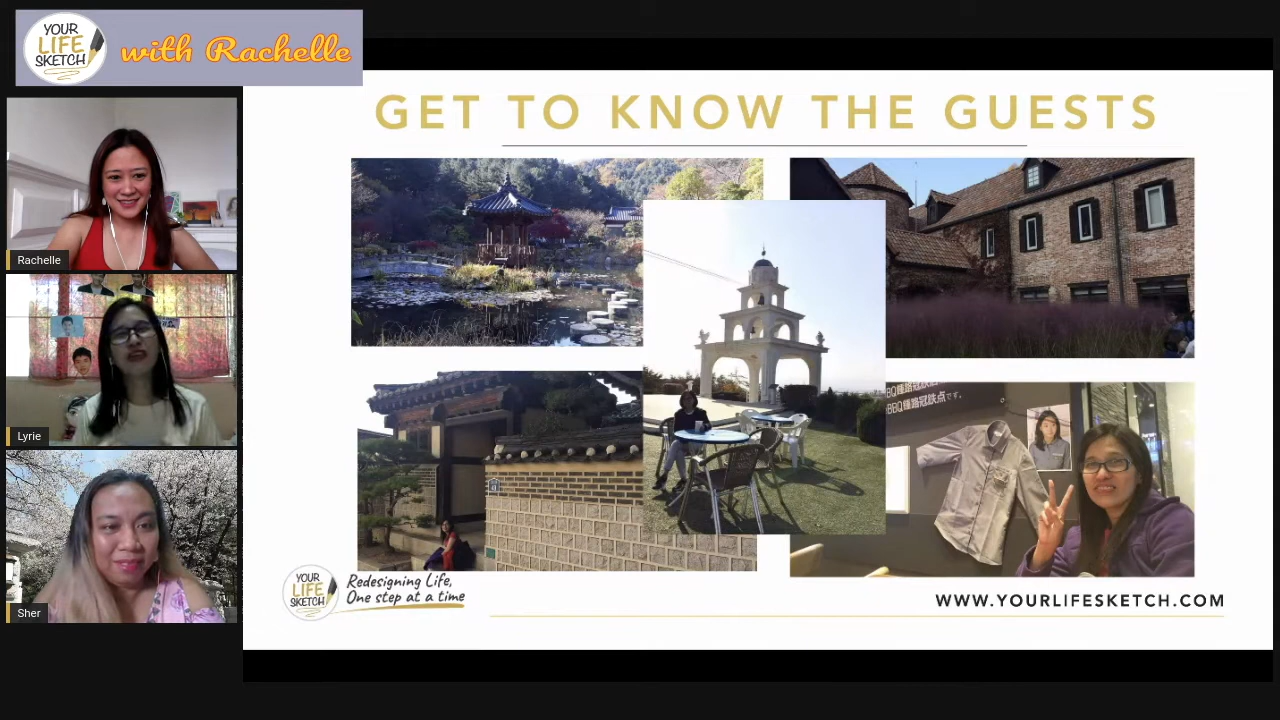 YOUR
LIFE
SKETCH
with Rachelle
GET TO KNOW THE GUESTS
Rachelle
Lyrie
Sher
YOUR
LIFE
SKETCH
Redesigning Life,
One step at a time
WWW.YOURLIFESKETCH.COM